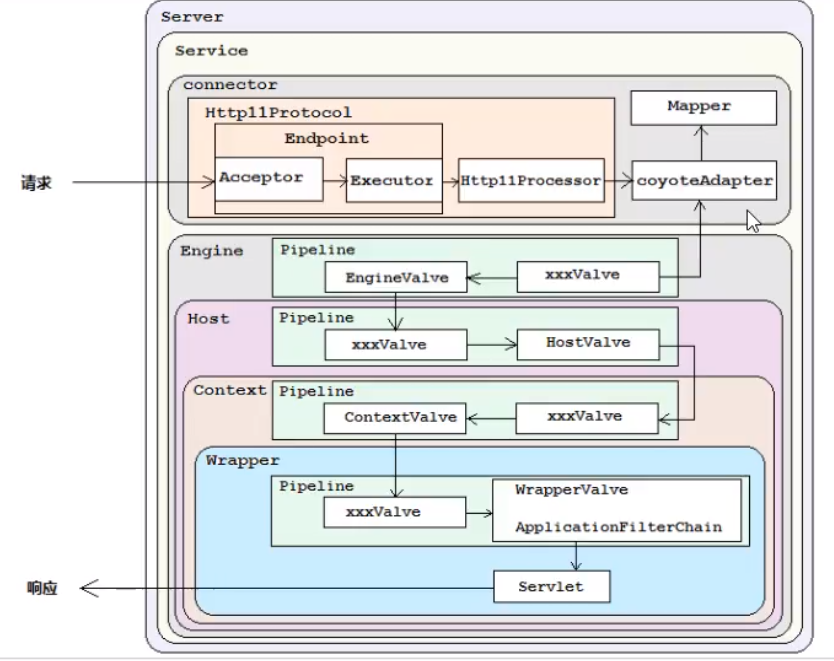 Server
Service
connector
Http11Protocol
Mapper
Endpoint
请求
Acceptor
Executor
Http11Processor
coyoteAdapter
Engine
Pipeline
EngineValve
xxxValve
Host
Pipeline
xxxValve
HostValve
Context
Pipeline
ContextValve
xxxValve
Wrapper
Pipeline
xxxValve
WrapperValve
ApplicationFilterChain
响应
Servlet